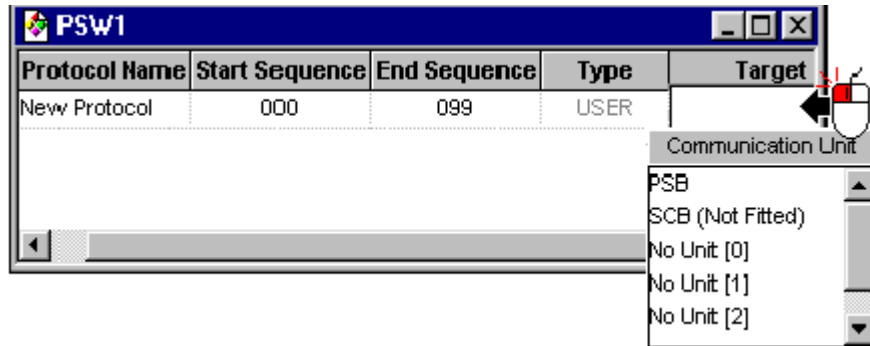 PSW1
Protocol Name Start Sequence End Sequence Type Target
New Protocol 000 099 USER
Communication Unit
PSB
SCB (Not Fitted)
No Unit [0]
No Unit [1]
No Unit [2]